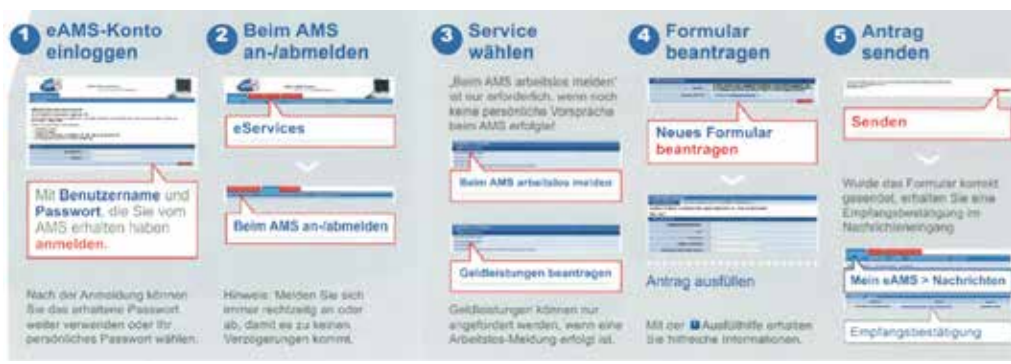 1 eAMS-Konto
einloggen
Mit Benutzername und
Passwort, die Sie vom
AMS erhalten haben
anmelden.
Nach der Anmeldung können
Sie das erhaltene Passwort
weiter verwenden oder Ihr
persönliches Passwort wählen.
2 Beim AMS
an-/abmelden
eServices
Beim AMS an-/abmelden
Hinweis: Melden Sie sich
immer rechtzeitig an oder
ab, damit es zu keinen
Verzögerungen kommt.
3 Service
wählen
„Beim AMS arbeitslos melden“
ist nur erforderlich, wenn noch
keine persönliche Vorsprache
beim AMS erfolgte!
Beim AMS arbeitslos melden
Geldleistungen beantragen
Geldleistungen können nur
angefordert werden, wenn eine
Arbeitslos-Meldung erfolgt ist.
4 Formular
beantragen
Neues Formular
beantragen
Antrag ausfüllen
Mit der Ausfüllhilfe erhalten
Sie hilfreiche Informationen.
5 Antrag
senden
Senden
Wurde das Formular korrekt
gesendet, erhalten Sie eine
Empfangsbestätigung im
Nachrichteneingang
Mein eAMS > Nachrichten
Empfangsbestätigung